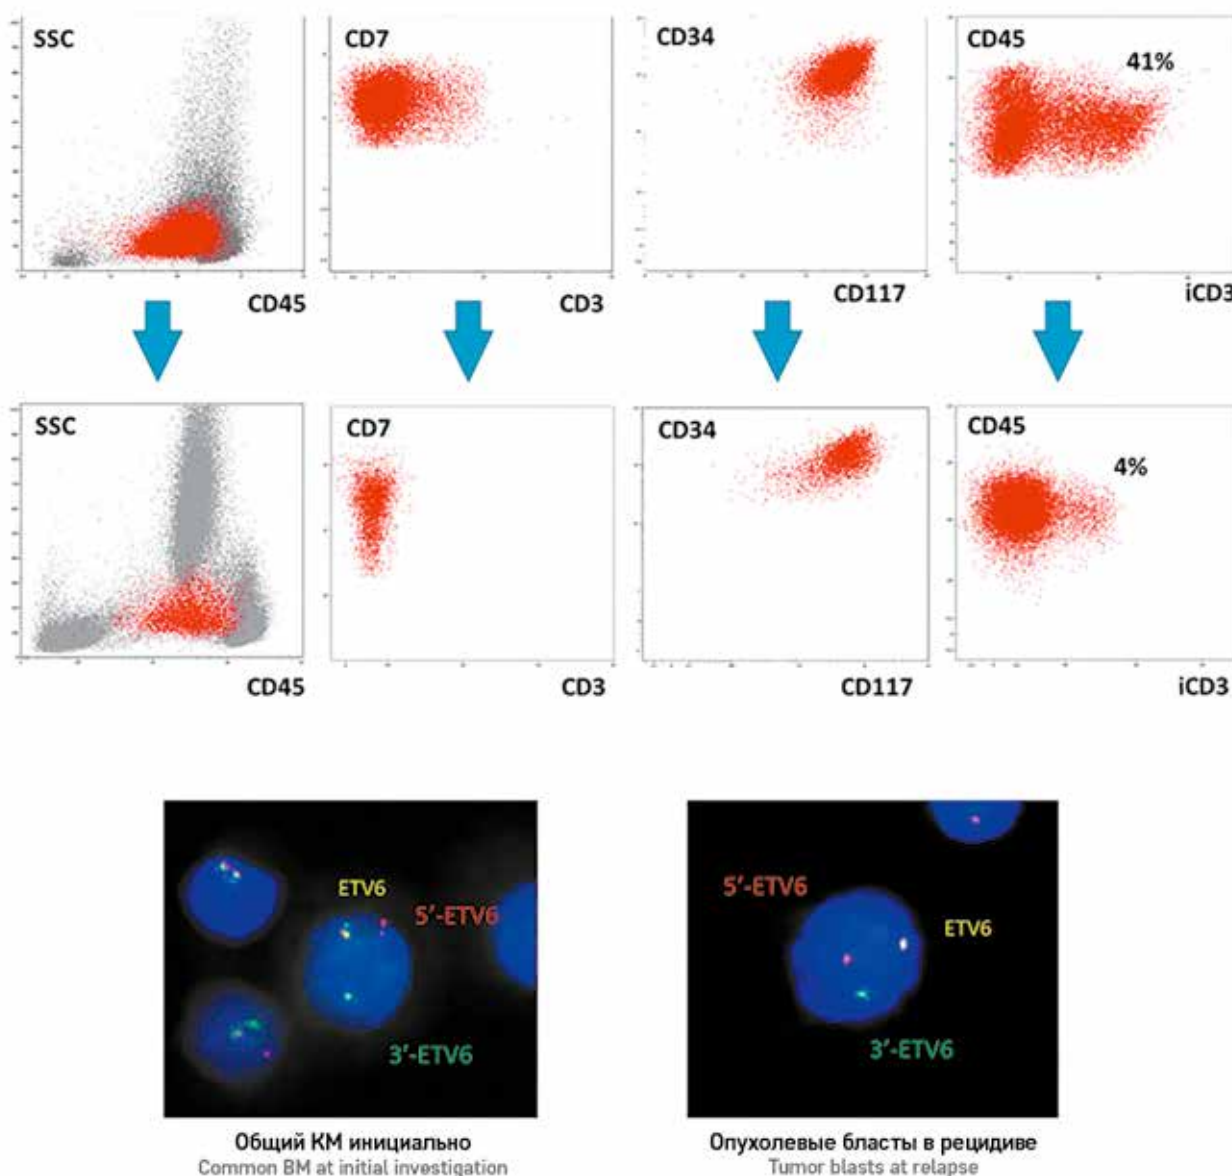 SSC
CD7
CD34
CD45
41%
CD45
CD3
CD117
iCD3
SSC
CD7
CD34
CD45
4%
CD45
CD3
CD117
iCD3
ETV6
5′-ETV6
3′-ETV6
5′-ETV6
ETV6
3′-ETV6
Общий КМ инициально
Common BM at initial investigation
Опухолевые бласты в рецидиве
Tumor blasts at relapse